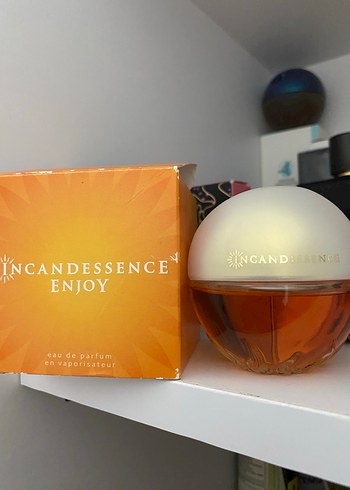 INCANDESSENCE
ENJOY
eau de parfum
en vaporisateur
INCANDESSENCE